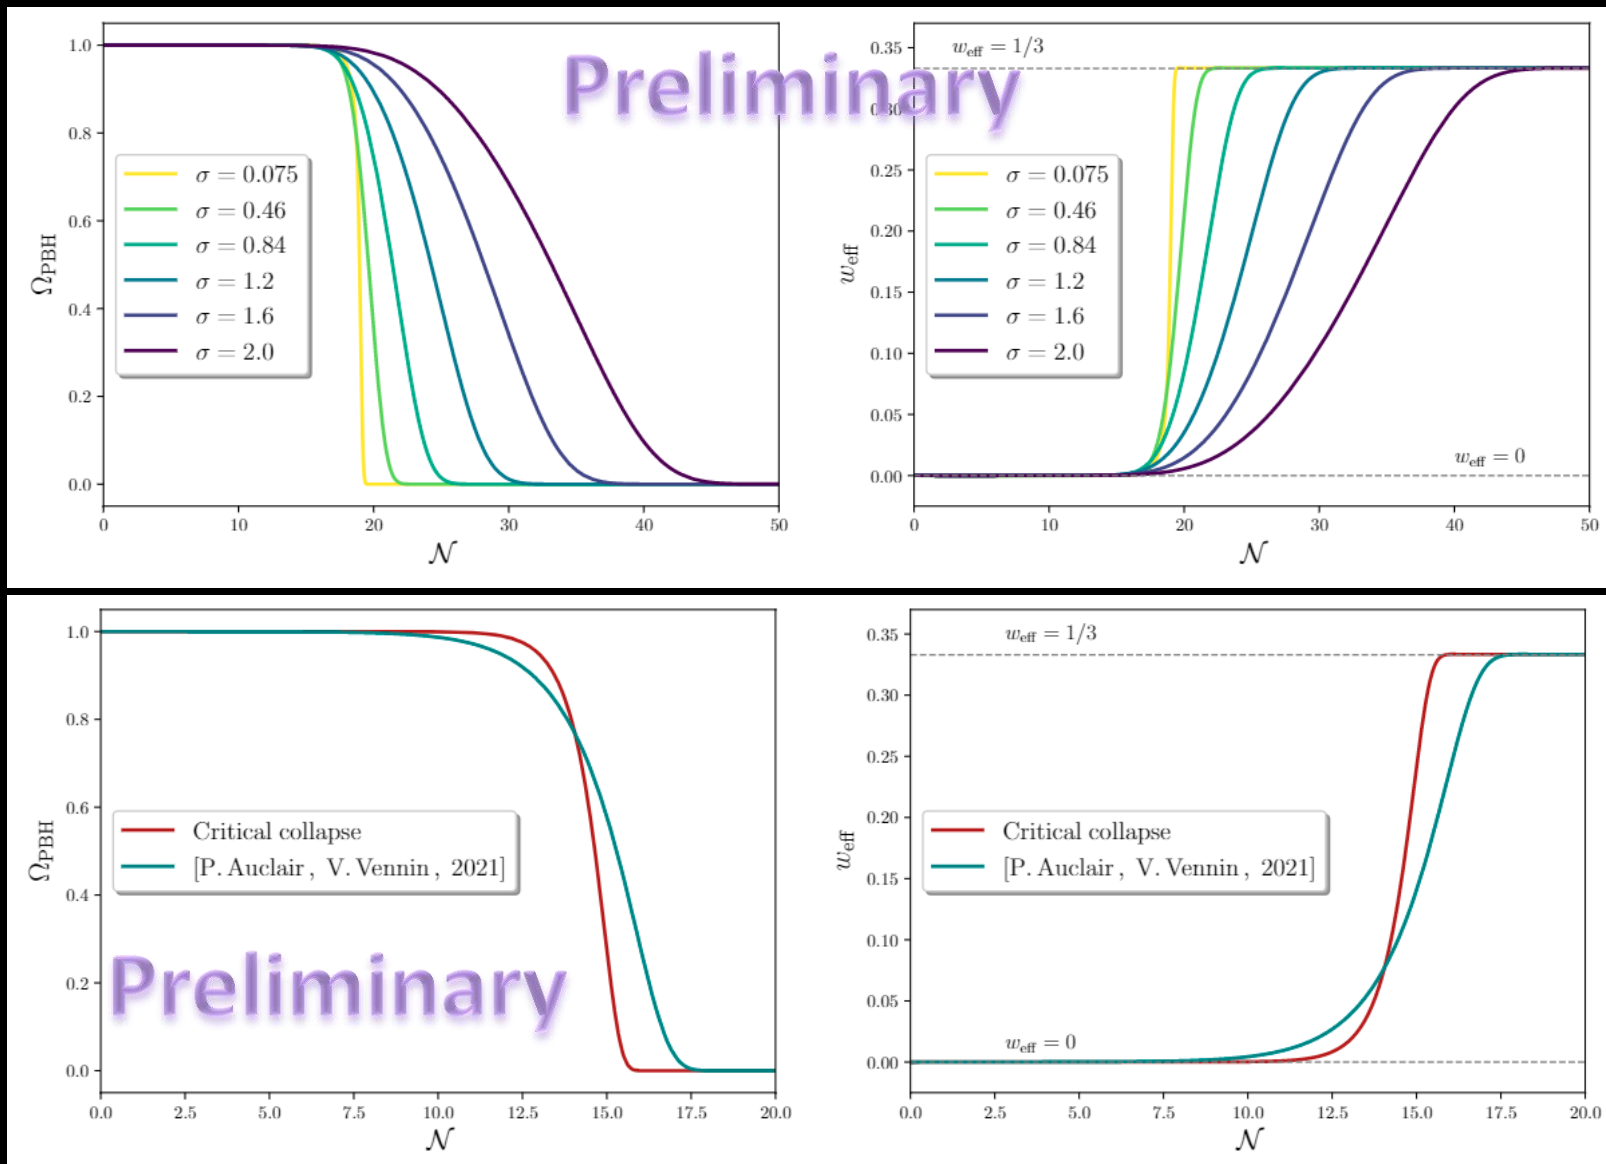 Preliminary
1.0
0.8
0.6
0.4
0.2
0.0
Ω_PBH
σ = 0.075
σ = 0.46
σ = 0.84
σ = 1.2
σ = 1.6
σ = 2.0
0 10 20 30 40 50
𝒩
0.35
0.30
0.25
0.20
0.15
0.10
0.05
0.00
w_eff
w_eff = 1/3
σ = 0.075
σ = 0.46
σ = 0.84
σ = 1.2
σ = 1.6
σ = 2.0
w_eff = 0
0 10 20 30 40 50
𝒩
1.0
0.8
0.6
0.4
0.2
0.0
Ω_PBH
Critical collapse
[P. Auclair , V. Vennin , 2021]
Preliminary
0.0 2.5 5.0 7.5 10.0 12.5 15.0 17.5 20.0
𝒩
0.35
0.30
0.25
0.20
0.15
0.10
0.05
0.00
w_eff
w_eff = 1/3
Critical collapse
[P. Auclair , V. Vennin , 2021]
w_eff = 0
0.0 2.5 5.0 7.5 10.0 12.5 15.0 17.5 20.0
𝒩